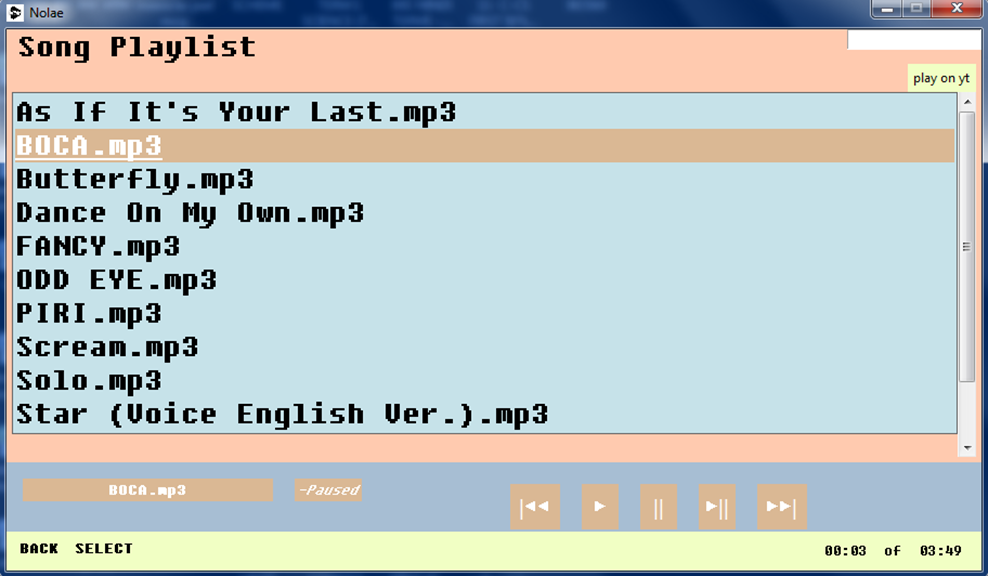 Nolae
Song Playlist
play on yt
As If It's Your Last.mp3
BOCA.mp3
Butterfly.mp3
Dance On My Own.mp3
FANCY.mp3
ODD EYE.mp3
PIRI.mp3
Scream.mp3
Solo.mp3
Star (Voice English Ver.).mp3
BOCA.mp3 -Paused
BACK SELECT 00:03 of 03:49